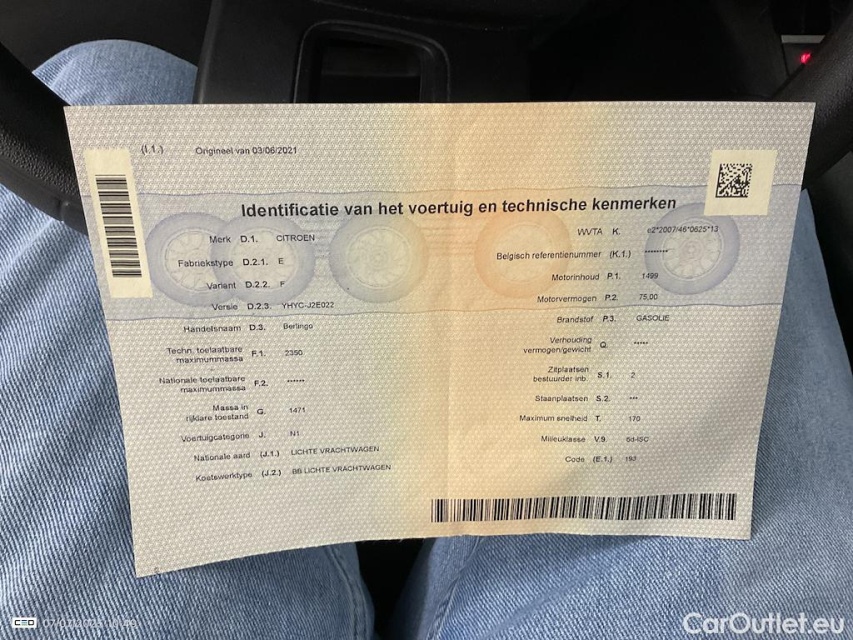 (I.1.) Origineel van 03/06/2021
Identificatie van het voertuig en technische kenmerken
Merk D.1. CITROEN
Fabriekstype D.2.1. E
Variant D.2.2. F
Versie D.2.3. YHYC-J2E022
Handelsnaam D.3. Berlingo
Techn. toelaatbare
maximummassa F.1. 2350
Nationale toelaatbare
maximummassa F.2. ******
Massa in
rijklare toestand G. 1471
Voertuigcategorie J. N1
Nationale aard (J.1.) LICHTE VRACHTWAGEN
Koetswerktype (J.2.) BB LICHTE VRACHTWAGEN
WVTA K. e2*2007/46*0625*13
Belgisch referentienummer (K.1.) ********
Motorinhoud P.1. 1499
Motorvermogen P.2. 75,00
Brandstof P.3. GASOLIE
Verhouding
vermogen/gewicht Q. *****
Zitplaatsen
bestuurder inb. S.1. 2
Staanplaatsen S.2. ***
Maximum snelheid T. 170
Milieuklasse V.9. 6d-ISC
Code (E.1.) 193
CarOutlet.eu